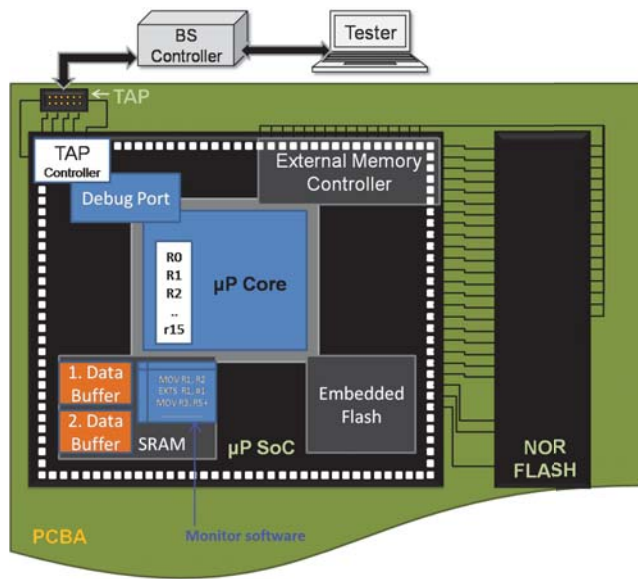 BS
Controller
Tester
TAP
TAP
Controller
External Memory
Controller
Debug Port
R0
R1
R2
..
r15
µP Core
1. Data
Buffer
MOV R1, R2
EXTS R1, #1
MOV R3, R5+
2. Data
Buffer
SRAM
Embedded
Flash
µP SoC
NOR
FLASH
PCBA
Monitor software